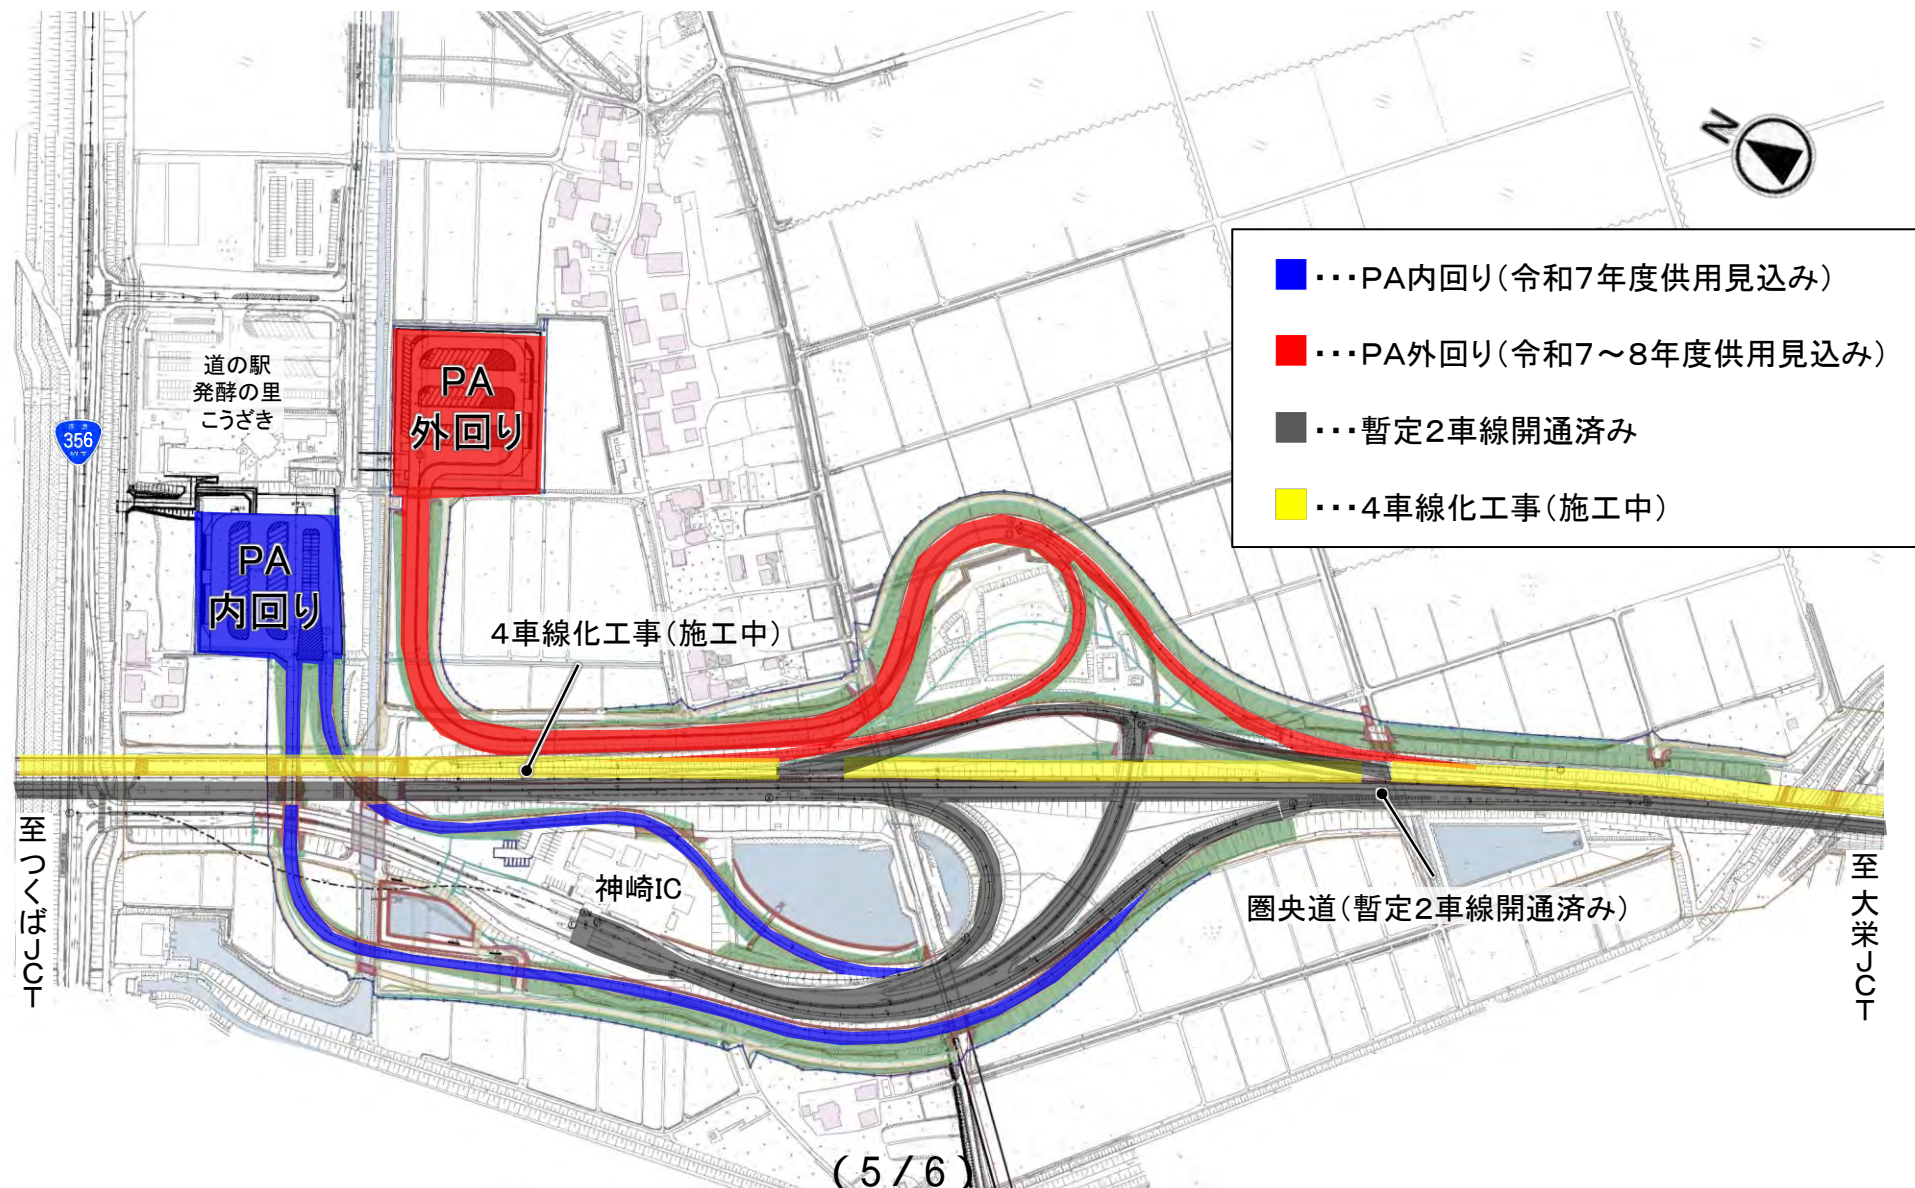 N
■・・・PA内回り(令和7年度供用見込み)
■・・・PA外回り(令和7～8年度供用見込み)
■・・・暫定2車線開通済み
■・・・4車線化工事(施工中)
道の駅
発酵の里
こうざき
PA
外回り
356
PA
内回り
4車線化工事(施工中)
至つくばJCT
神崎IC
圏央道(暫定2車線開通済み)
至大栄JCT
(5/6)